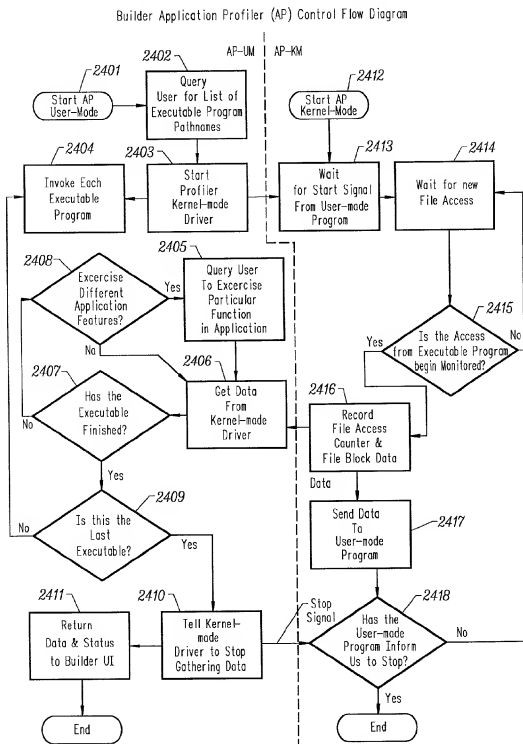 Builder Application Profiler (AP) Control Flow Diagram
AP-UM
AP-KM
2401
Start AP
User-Mode
2402
Query
User for List of
Executable Program
Pathnames
2412
Start AP
Kernel-Mode
2404
Invoke Each
Executable
Program
2403
Start
Profiler
Kernel-mode
Driver
2413
Wait
for Start Signal
From User-mode
Progrom
2414
Wait for new
File Access
2408
Excercise
Different
Application
Features?
Yes
No
2405
Query User
To Excercise
Particular
Function
in Application
2415
Is the Access
from Executable Program
begin Monitored?
Yes
No
2407
Has the
Executable
Finished?
No
Yes
2406
Get Data
From
Kernel-mode
Driver
2416
Record
File Access
Counter &
File Block Data
Data
2409
Is this the
Last
Executable?
No
Yes
Send Data
To
User-mode
Program
2417
2411
Return
Data & Status
to Builder UI
2410
Tell Kernel-
mode
Driver to Stop
Gathering Data
Stop
Signal
2418
Has the
User-mode
Program Inform
Us to Stop?
No
Yes
End
End